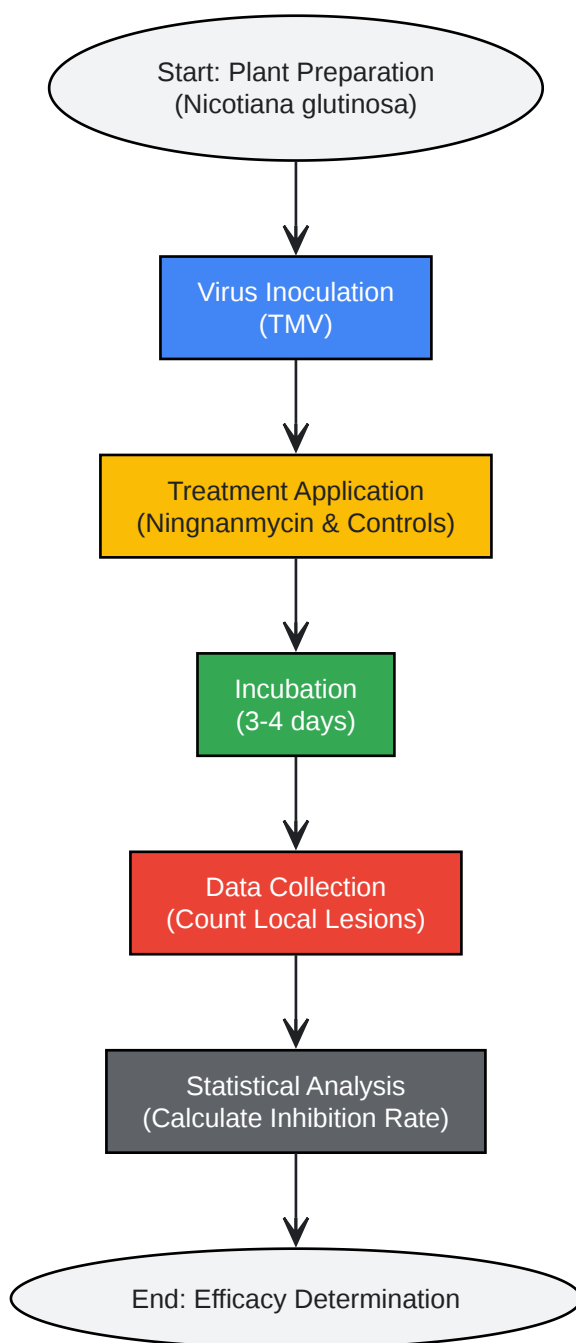 Start: Plant Preparation
(Nicotiana glutinosa)
Virus Inoculation
(TMV)
Treatment Application
(Ningnanmycin & Controls)
Incubation
(3-4 days)
Data Collection
(Count Local Lesions)
Statistical Analysis
(Calculate Inhibition Rate)
End: Efficacy Determination